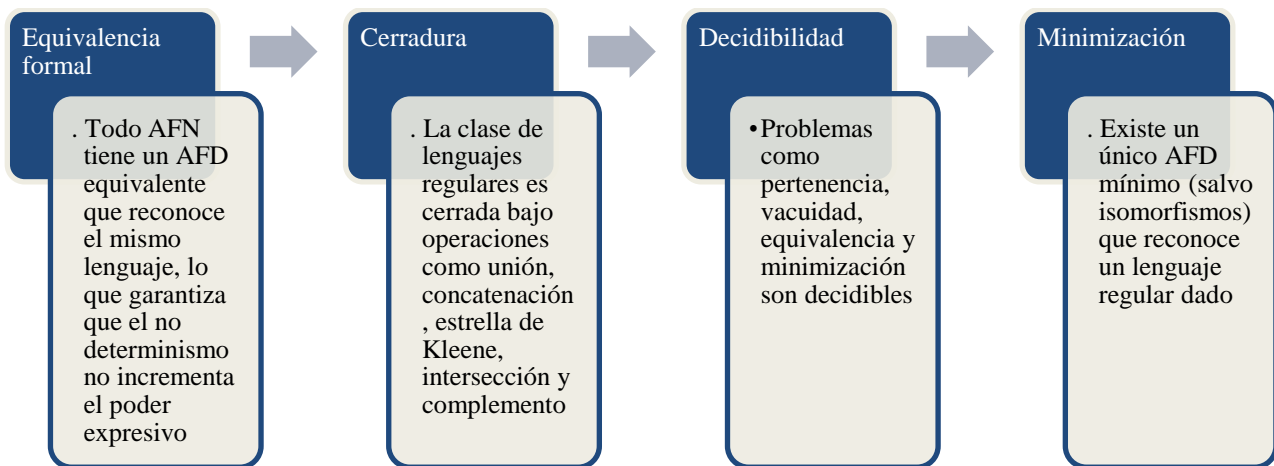 Equivalencia
formal
. Todo AFN
tiene un AFD
equivalente
que reconoce
el mismo
lenguaje, lo
que garantiza
que el no
determinismo
no incrementa
el poder
expresivo
Cerradura
. La clase de
lenguajes
regulares es
cerrada bajo
operaciones
como unión,
concatenación
, estrella de
Kleene,
intersección y
complemento
Decidibilidad
•Problemas
como
pertenencia,
vacuidad,
equivalencia y
minimización
son decidibles
Minimización
. Existe un
único AFD
mínimo (salvo
isomorfismos)
que reconoce
un lenguaje
regular dado